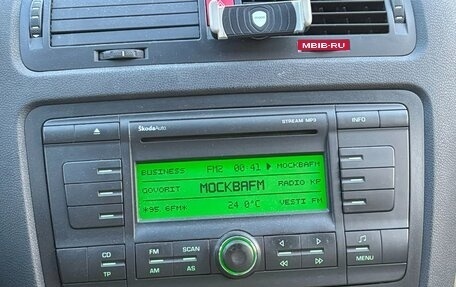 MBIB-RU
ŠkodaAuto STREAM MP3
INFO
BUSINESS FM2 00 41 МОСКВАFM
GOVORIT МОСКВАFM RADIO KP
*95.6FM* 24.0°C VESTI FM
CD
TP
FM
AM
SCAN
AS
MENU